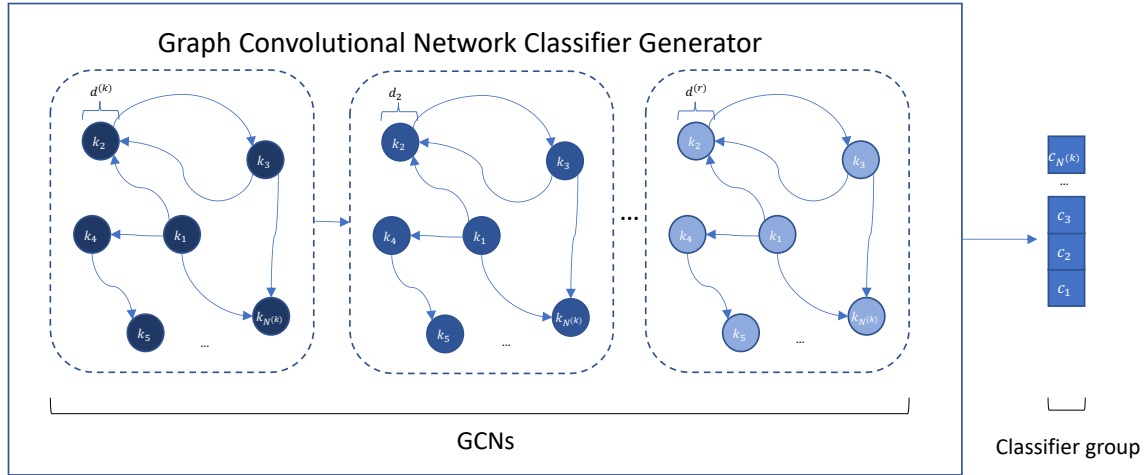 Graph Convolutional Network Classifier Generator
d^(k)
k_2
k_3
k_4
k_1
k_5
...
k_N^(k)
d_2
k_2
k_3
k_4
k_1
k_5
...
k_N^(k)
...
d^(r)
k_2
k_3
k_4
k_1
k_5
...
k_N^(k)
GCNs
c_N^(k)
...
c_3
c_2
c_1
Classifier group